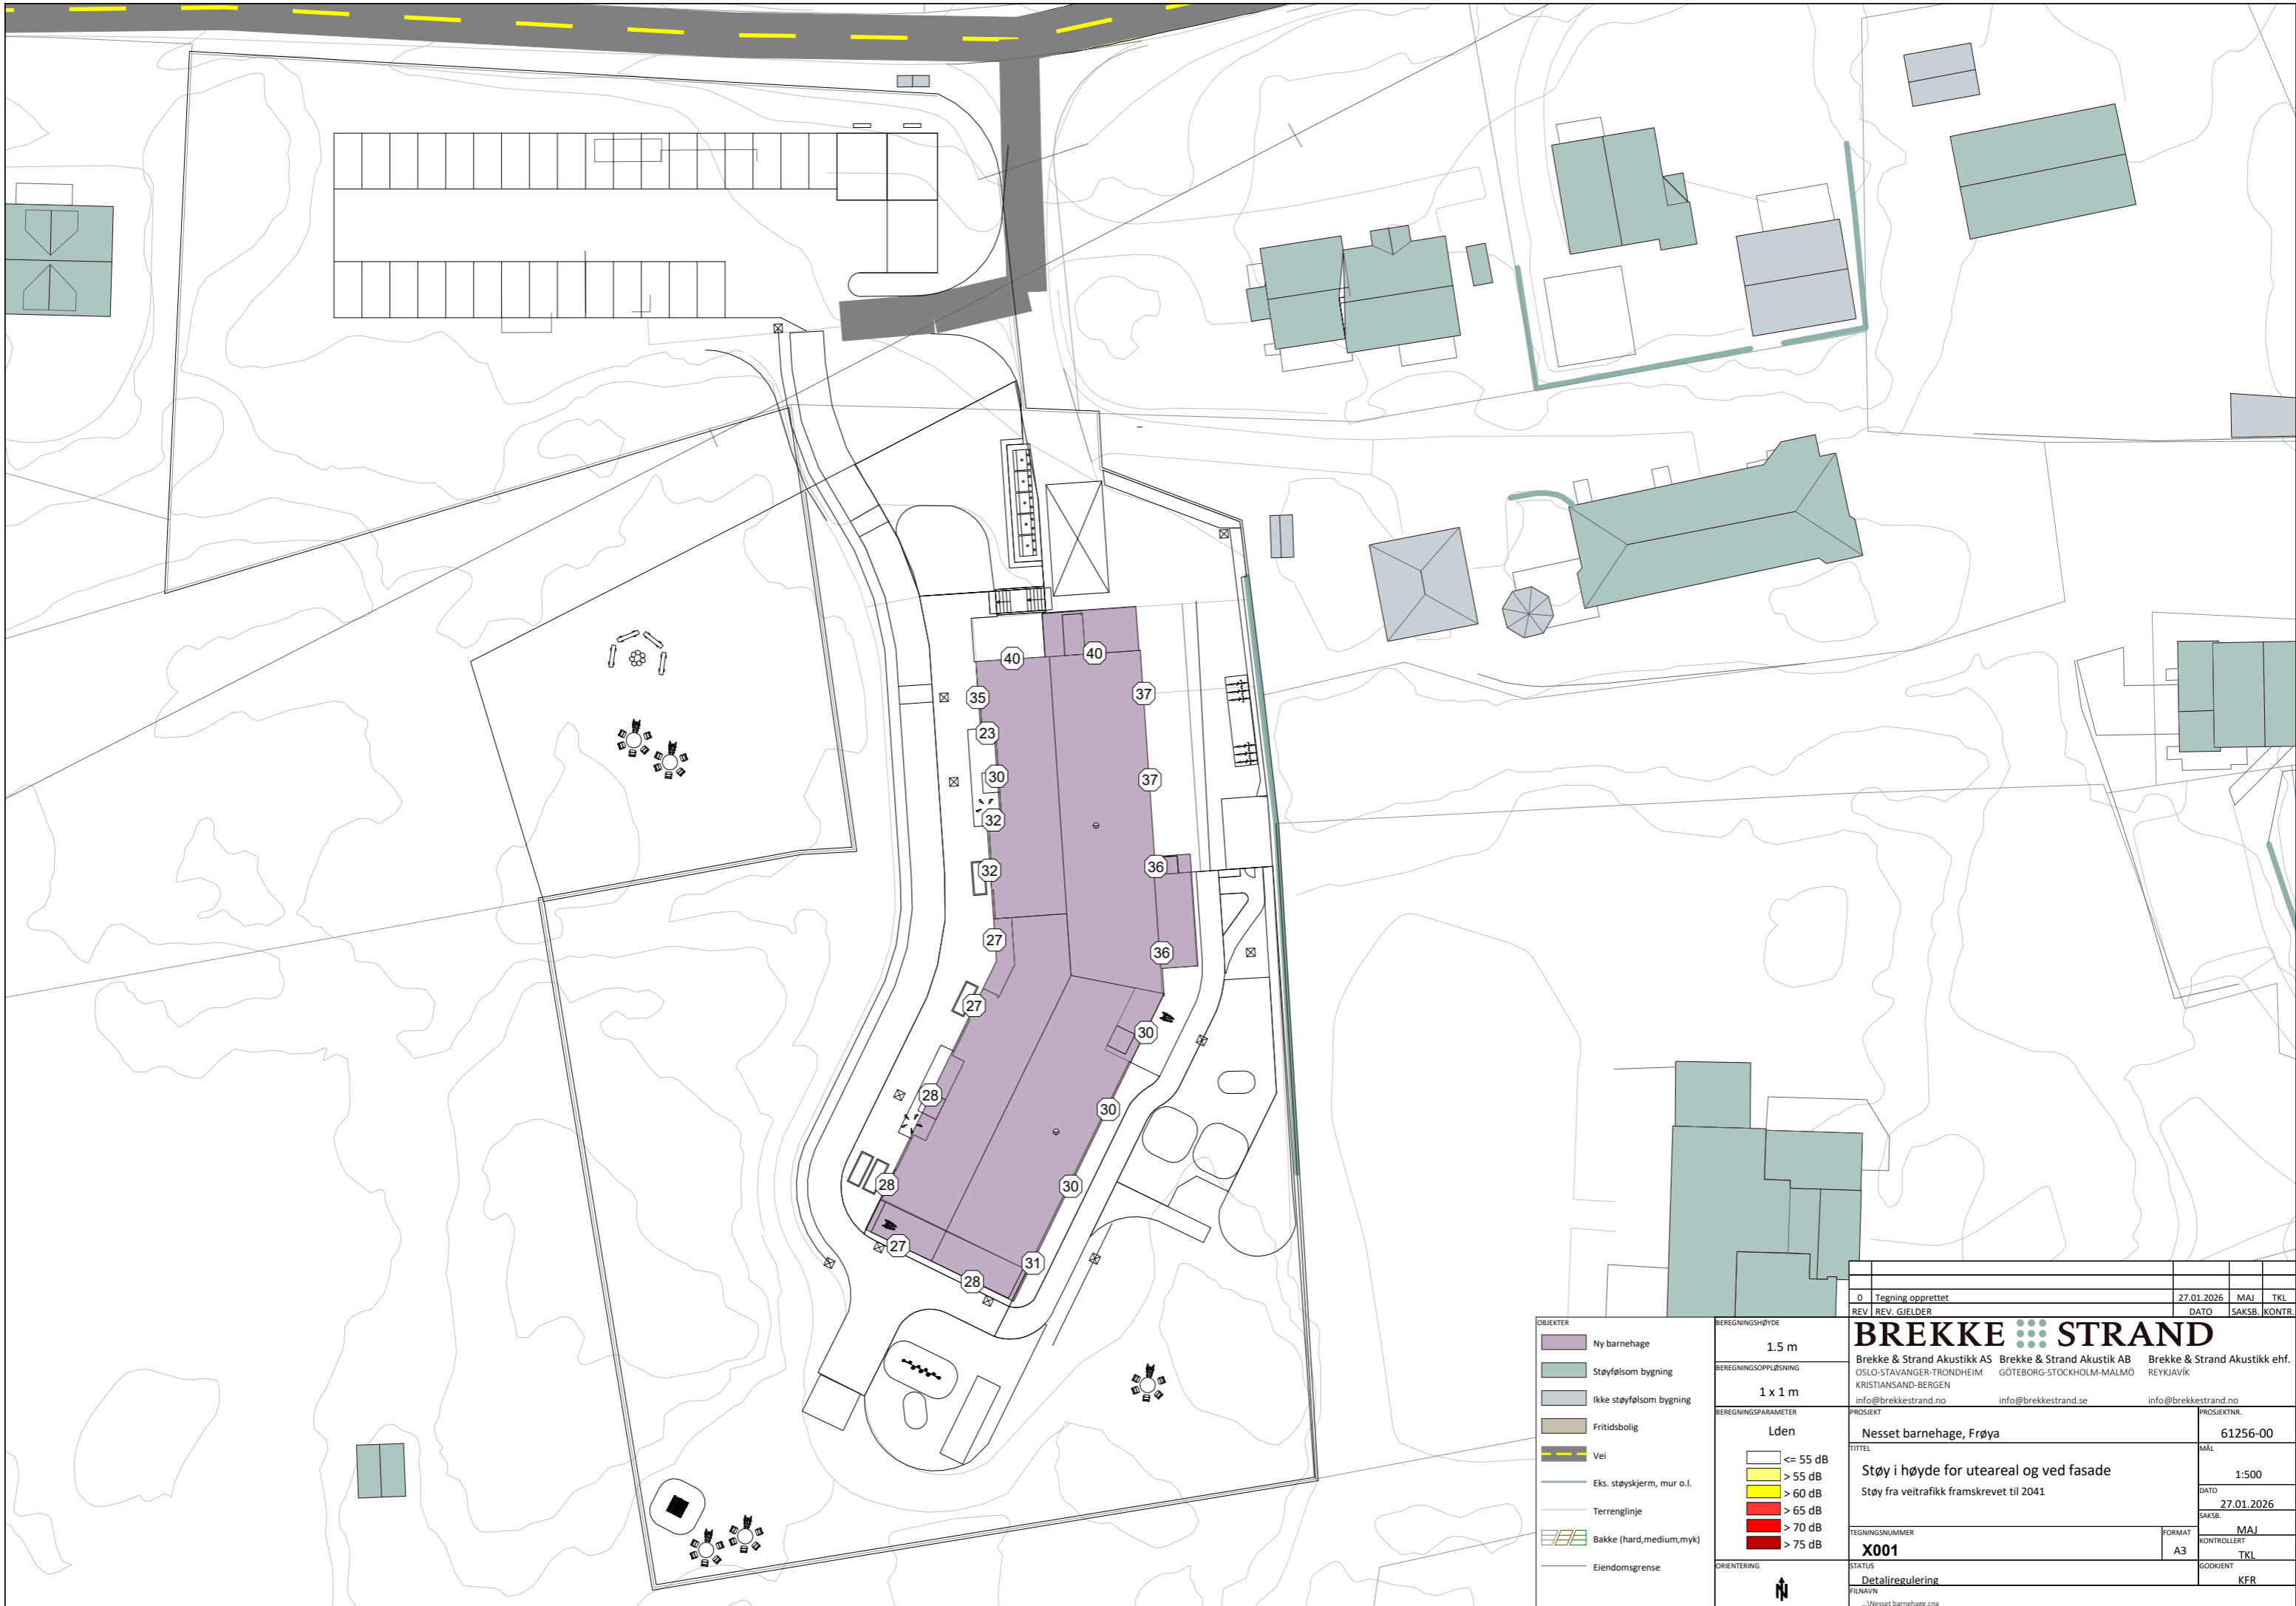 40
40
35
37
23
30
37
32
32
36
27
36
27
30
28
30
28
30
27
31
28
0 Tegning opprettet 27.01.2026 MAJ TKL
REV REV. GJELDER DATO SAKSB. KONTR.
OBJEKTER
Ny barnehage
Støyfølsom bygning
Ikke støyfølsom bygning
Fritidsbolig
Vei
Eks. støyskjerm, mur o.l.
Terrenglinje
Bakke (hard,medium,myk)
Eiendomsgrense
BEREGNINGSHØYDE
1.5 m
BEREGNINGSOPPLØSNING
1 x 1 m
BEREGNINGSPARAMETER
Lden
<= 55 dB
> 55 dB
> 60 dB
> 65 dB
> 70 dB
> 75 dB
ORIENTERING
N
BREKKE STRAND
Brekke & Strand Akustikk AS Brekke & Strand Akustik AB Brekke & Strand Akustikk ehf.
OSLO-STAVANGER-TRONDHEIM GÖTEBORG-STOCKHOLM-MALMÖ REYKJAVÍK
KRISTIANSAND-BERGEN
info@brekkestrand.no info@brekkestrand.se info@brekkestrand.no
PROSJEKT
Nesset barnehage, Frøya
PROSJEKTNR.
61256-00
TITTEL
Støy i høyde for uteareal og ved fasade
Støy fra veitrafikk framskrevet til 2041
MÅL
1:500
DATO
27.01.2026
SAKSB.
MAJ
TEGNINGSNUMMER
X001
FORMAT
A3
KONTROLLERT
TKL
STATUS
Detaljregulering
GODKJENT
KFR
FILNAVN
...\Nesset barnehage.cna